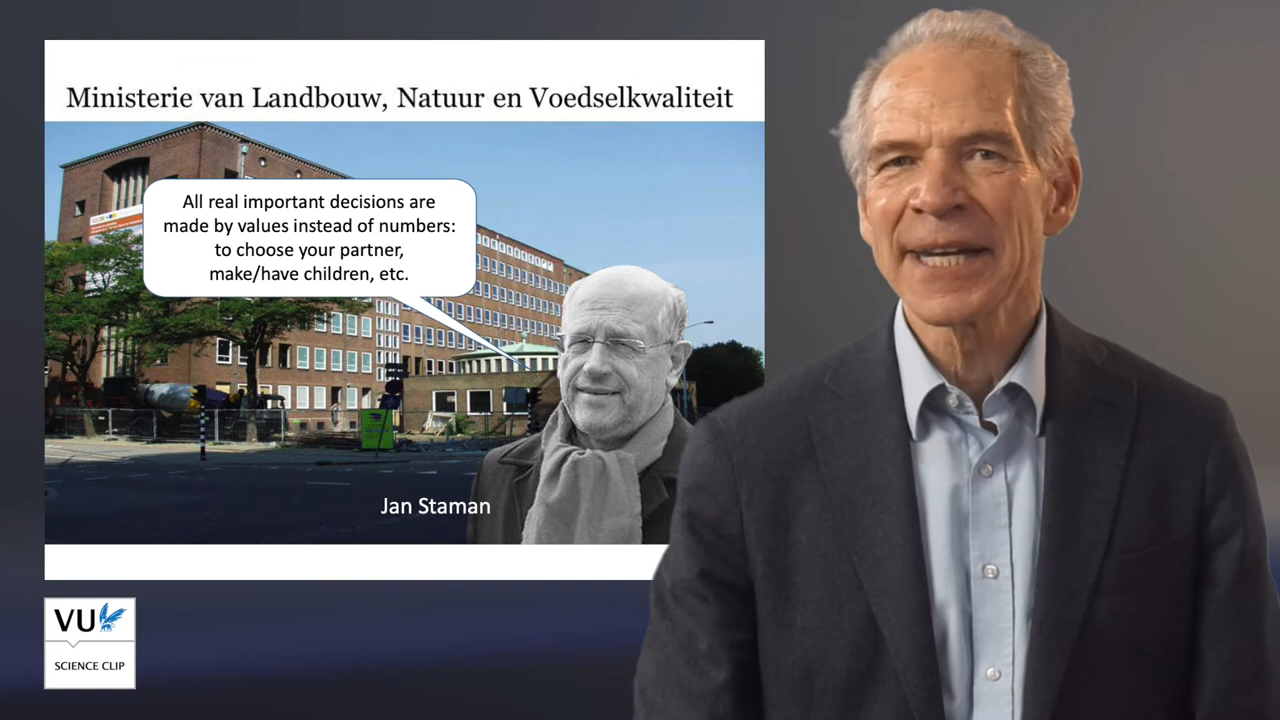 Ministerie van Landbouw, Natuur en Voedselkwaliteit
All real important decisions are
made by values instead of numbers:
to choose your partner,
make/have children, etc.
Jan Staman
VU
SCIENCE CLIP